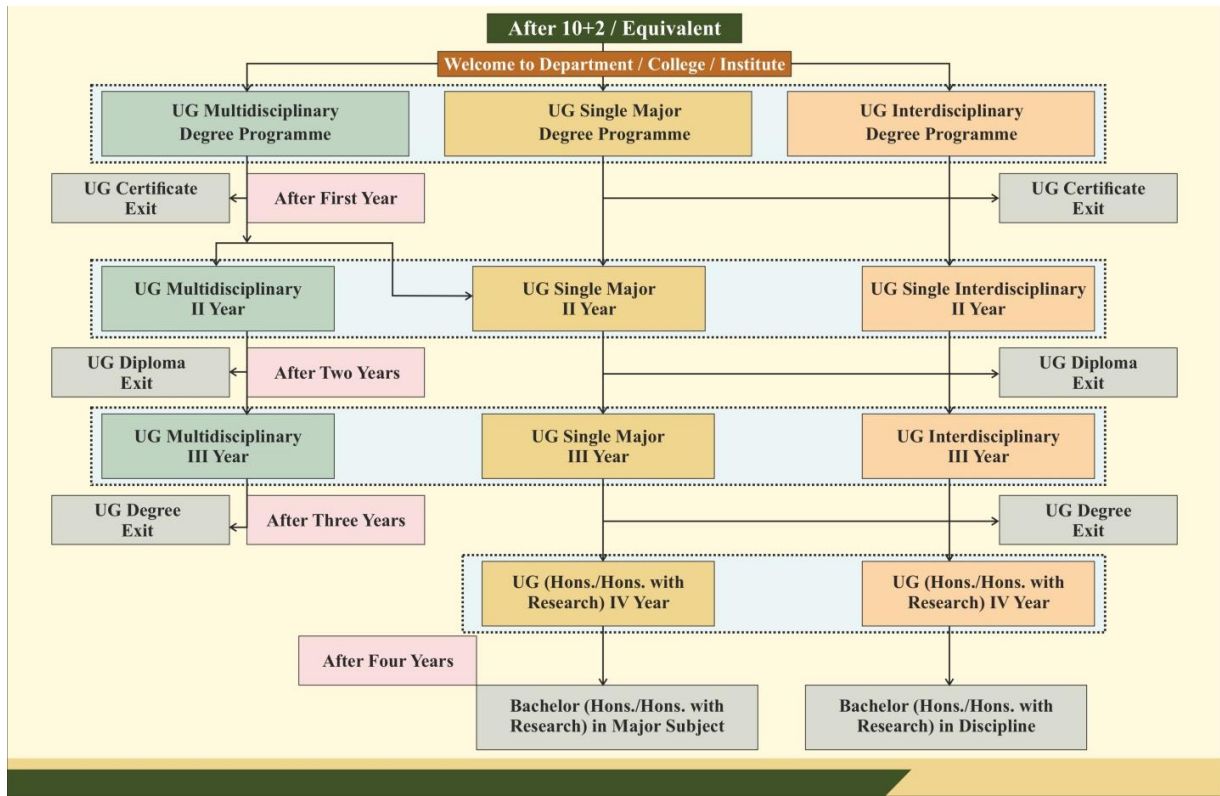 After 10+2 / Equivalent
Welcome to Department / College / Institute
UG Multidisciplinary
Degree Programme
UG Single Major
Degree Programme
UG Interdisciplinary
Degree Programme
UG Certificate
Exit
After First Year
UG Certificate
Exit
UG Multidisciplinary
II Year
UG Single Major
II Year
UG Single Interdisciplinary
II Year
UG Diploma
Exit
After Two Years
UG Diploma
Exit
UG Multidisciplinary
III Year
UG Single Major
III Year
UG Interdisciplinary
III Year
UG Degree
Exit
After Three Years
UG Degree
Exit
UG (Hons./Hons. with
Research) IV Year
UG (Hons./Hons. with
Research) IV Year
After Four Years
Bachelor (Hons./Hons. with
Research) in Major Subject
Bachelor (Hons./Hons. with
Research) in Discipline